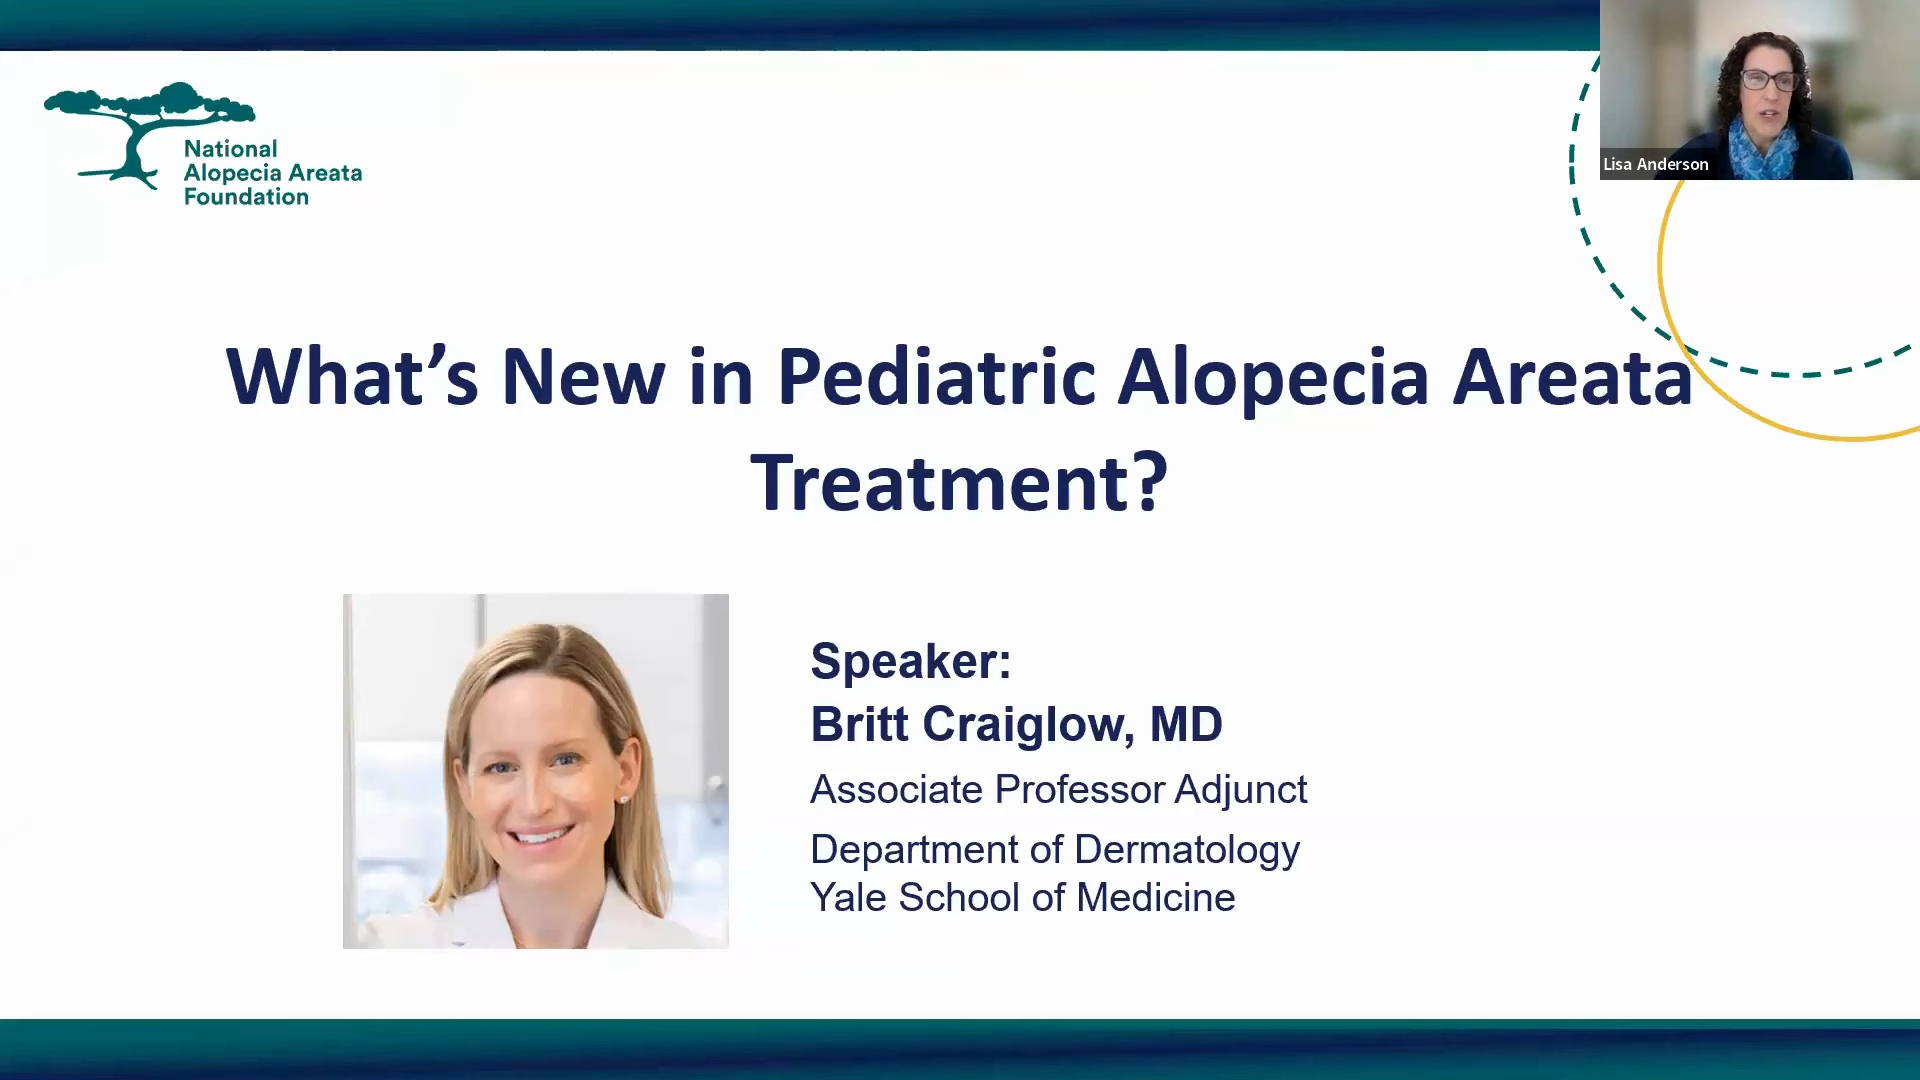 National
Alopecia Areata
Foundation
Lisa Anderson
What’s New in Pediatric Alopecia Areata
Treatment?
Speaker:
Britt Craiglow, MD
Associate Professor Adjunct
Department of Dermatology
Yale School of Medicine